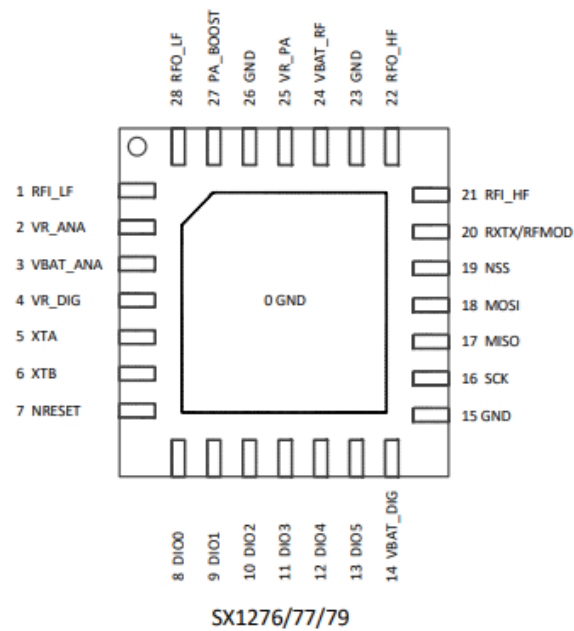 28 RFO_LF
27 PA_BOOST
26 GND
25 VR_PA
24 VBAT_RF
23 GND
22 RFO_HF
1 RFI_LF
2 VR_ANA
3 VBAT_ANA
4 VR_DIG
5 XTA
6 XTB
7 NRESET
0 GND
21 RFI_HF
20 RXTX/RFMOD
19 NSS
18 MOSI
17 MISO
16 SCK
15 GND
8 DIO0
9 DIO1
10 DIO2
11 DIO3
12 DIO4
13 DIO5
14 VBAT_DIG
SX1276/77/79